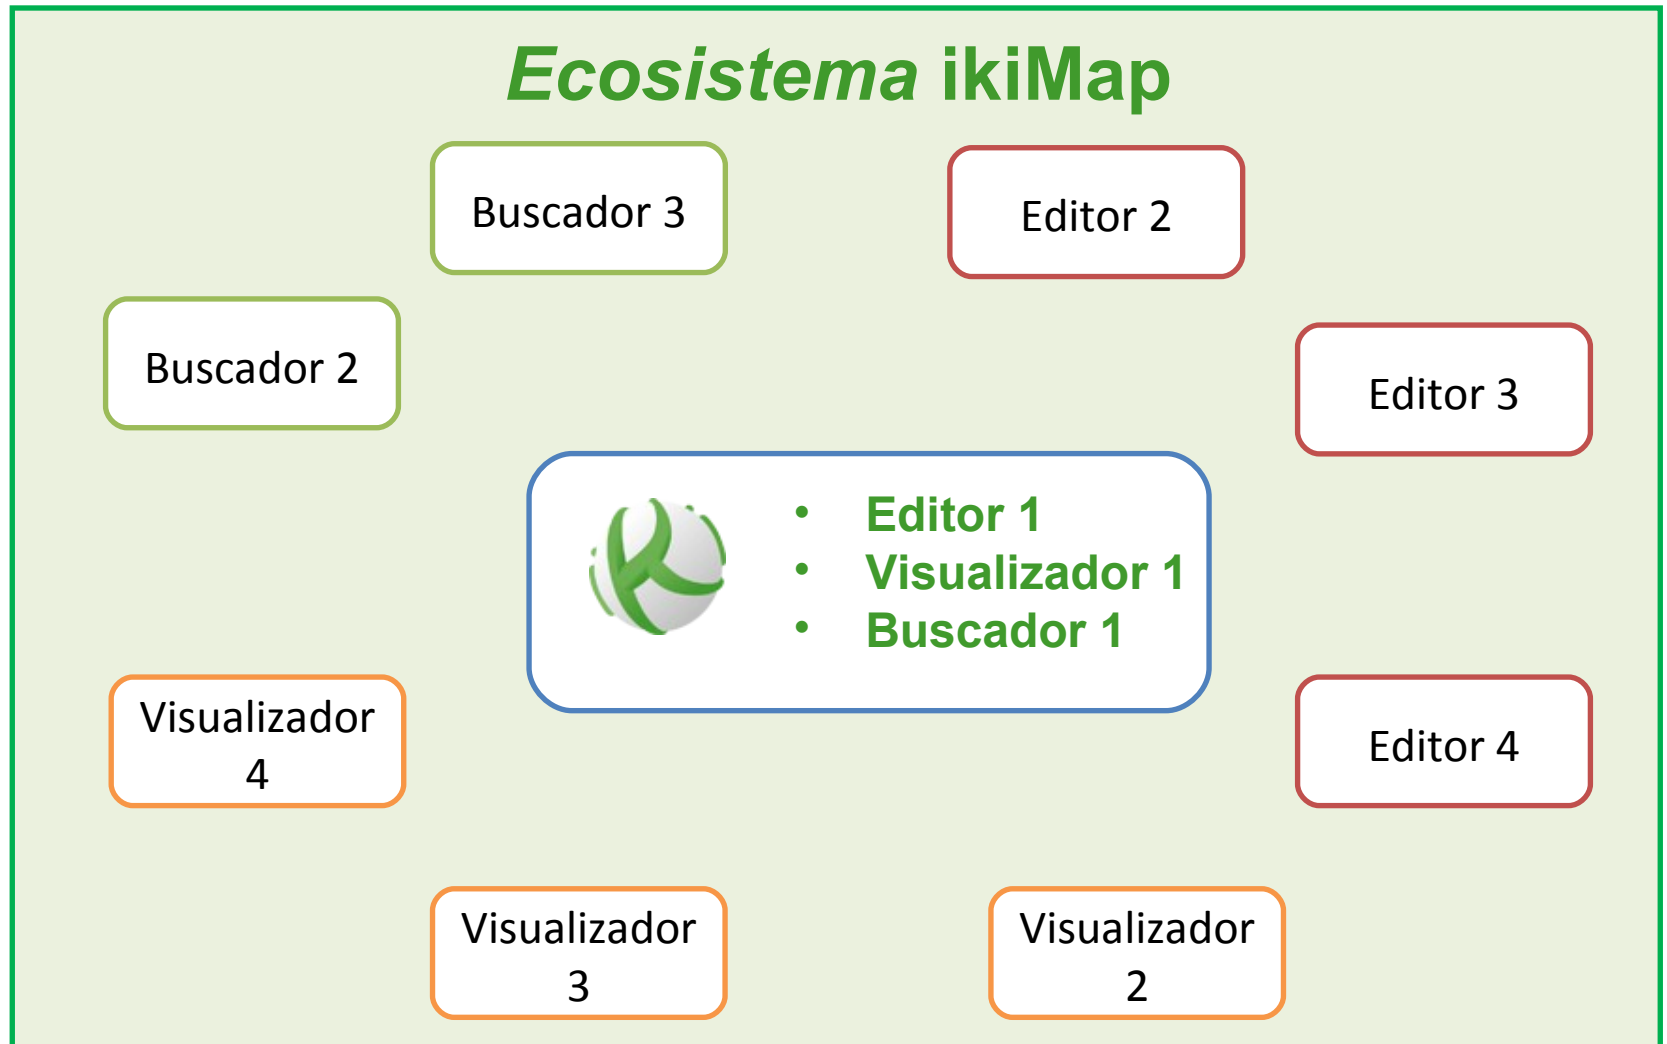 Ecosistema ikiMap
Buscador 3
Editor 2
Buscador 2
Editor 3
• Editor 1
• Visualizador 1
• Buscador 1
Visualizador
4
Editor 4
Visualizador
3
Visualizador
2